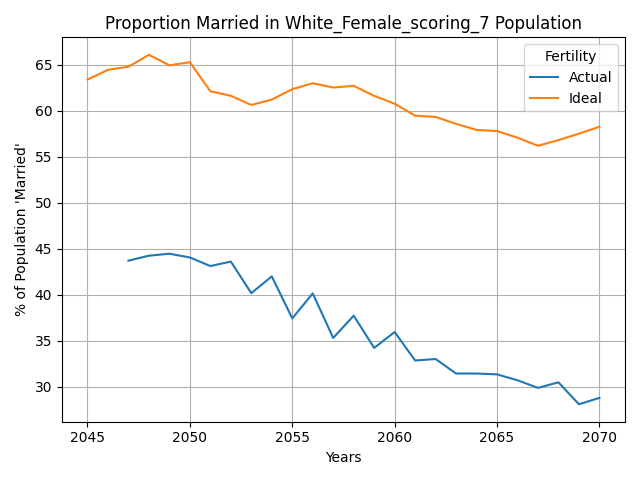 Proportion Married in White_Female_scoring_7 Population
Fertility
Actual
Ideal
% of Population 'Married'
65
60
55
50
45
40
35
30
2045
2050
2055
2060
2065
2070
Years